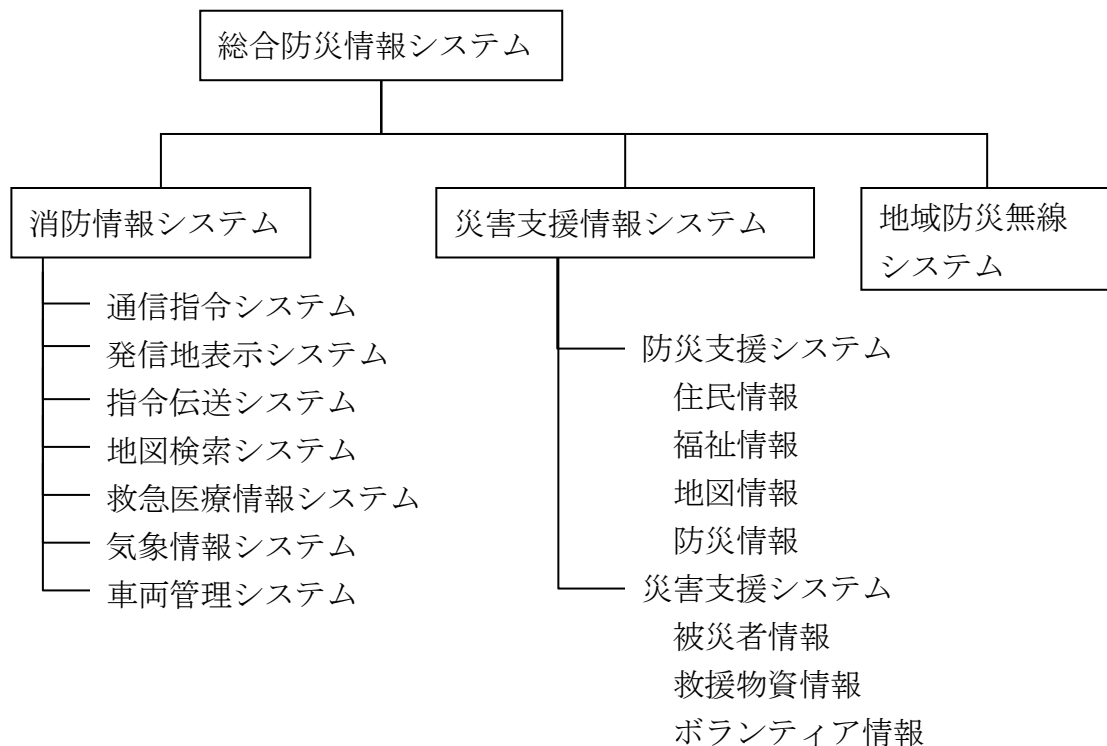 総合防災情報システム
消防情報システム
通信指令システム
発信地表示システム
指令伝送システム
地図検索システム
救急医療情報システム
気象情報システム
車両管理システム
災害支援情報システム
防災支援システム
住民情報
福祉情報
地図情報
防災情報
災害支援システム
被災者情報
救援物資情報
ボランティア情報
地域防災無線
システム